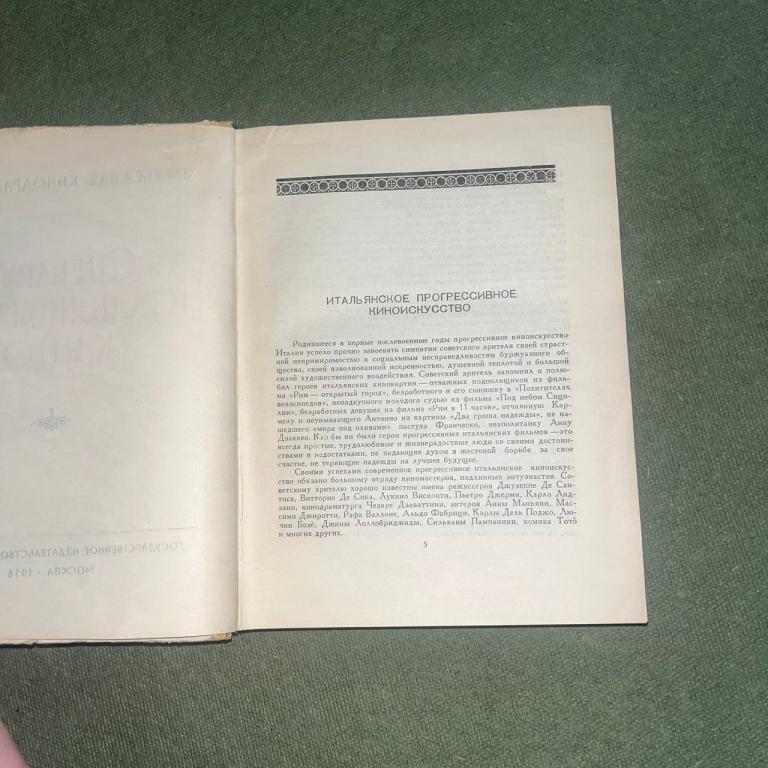 ЗАРУБЕЖНАЯ КИНОДРА
СЦЕНАРИ
ИТАЛЬЯНС
КИНО
ГОСУДАРСТВЕННОЕ ИЗДАТЕЛЬСТВО
МОСКВА • 1958
ИТАЛЬЯНСКОЕ ПРОГРЕССИВНОЕ
КИНОИСКУССТВО
Родившееся в первые послевоенные годы прогрессивное киноискусство
Италии успело прочно завоевать симпатии советского зрителя своей страст-
ной непримиримостью к социальным несправедливостям буржуазного об-
щества, своей взволнованной искренностью, душевной теплотой и большой
силой художественного воздействия. Советский зритель запомнил и полю-
бил героев итальянских кинокартин — отважных подпольщиков из филь-
ма «Рим — открытый город», безработного и его сынишку в «Похитителях
велосипедов», неподкупного молодого судью из фильма «Под небом Сици-
лии», безработных девушек из фильма «Рим в 11 часов», отчаянную Кар-
мелу и неунывающего Антонио из картины «Два гроша надежды», не на-
шедшего «мира под оливами» пастуха Франческо, неаполитанку Анну
Дзаккео. Кто бы ни были герои прогрессивных итальянских фильмов — это
всегда простые, трудолюбивые и жизнерадостные люди со своими достоин-
ствами и недостатками, не падающие духом в жестокой борьбе за свое
счастье, не теряющие надежды на лучшее будущее.
Своими успехами современное прогрессивное итальянское киноискус-
ство обязано большому отряду киномастеров, подлинных энтузиастов. Со-
ветскому зрителю хорошо известны имена режиссеров Джузеппе Де Сан-
тиса, Витторио Де Сика, Лукино Висконти, Пьетро Джерми, Карло Лид-
зани, кинодраматурга Чезаре Дзаваттини, актеров Анны Маньяни, Мас-
симо Джиротти, Рафа Валлоне, Альдо Фабрици, Карлы Дель Поджо, Лю-
чии Бозе, Джины Лоллобриджиды, Сильваны Пампанини, комика Тото
и многих других.
5